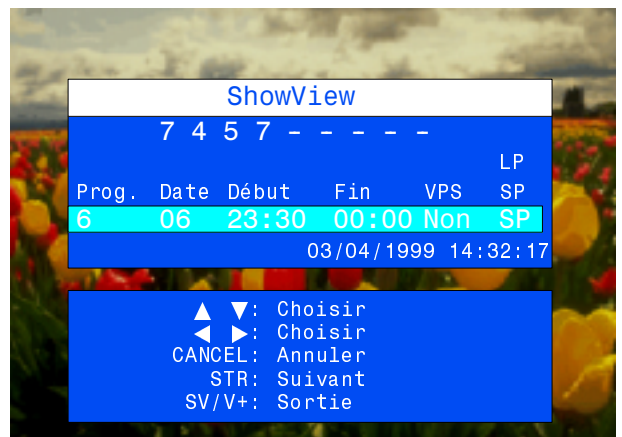 ShowView
7 4 5 7 - - - - -
LP
Prog. Date Début Fin VPS SP
6 06 23:30 00:00 Non SP
03/04/1999 14:32:17
▲ ▼: Choisir
◀ ▶: Choisir
CANCEL: Annuler
STR: Suivant
SV/V+: Sortie